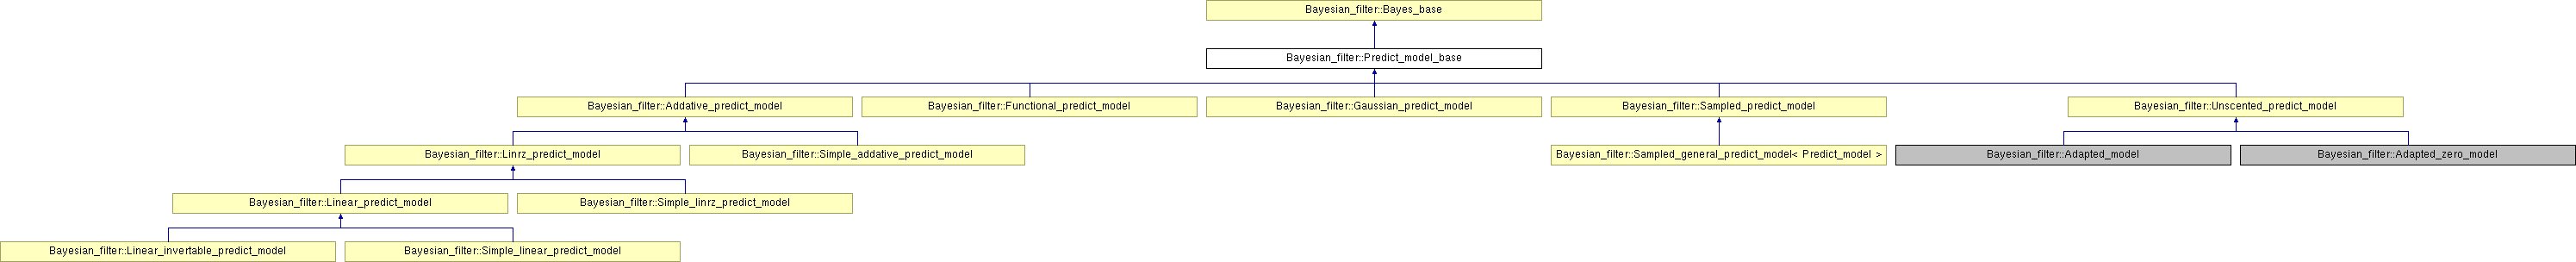 Bayesian_filter::Bayes_base
Bayesian_filter::Predict_model_base
Bayesian_filter::Addative_predict_model
Bayesian_filter::Functional_predict_model
Bayesian_filter::Gaussian_predict_model
Bayesian_filter::Sampled_predict_model
Bayesian_filter::Unscented_predict_model
Bayesian_filter::Linrz_predict_model
Bayesian_filter::Simple_addative_predict_model
Bayesian_filter::Sampled_general_predict_model< Predict_model >
Bayesian_filter::Adapted_model
Bayesian_filter::Adapted_zero_model
Bayesian_filter::Linear_predict_model
Bayesian_filter::Simple_linrz_predict_model
Bayesian_filter::Linear_invertable_predict_model
Bayesian_filter::Simple_linear_predict_model